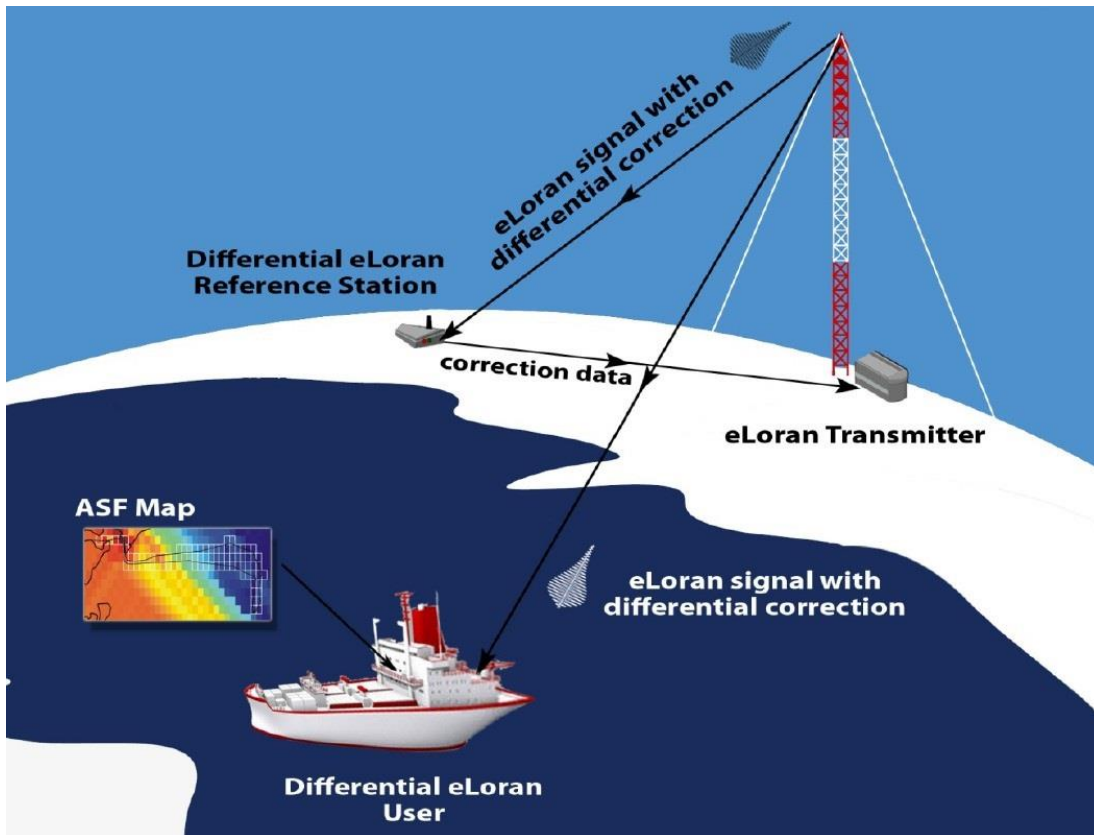 eLoran signal with
differential correction
Differential eLoran
Reference Station
correction data
eLoran Transmitter
ASF Map
eLoran signal with
differential correction
Differential eLoran
User